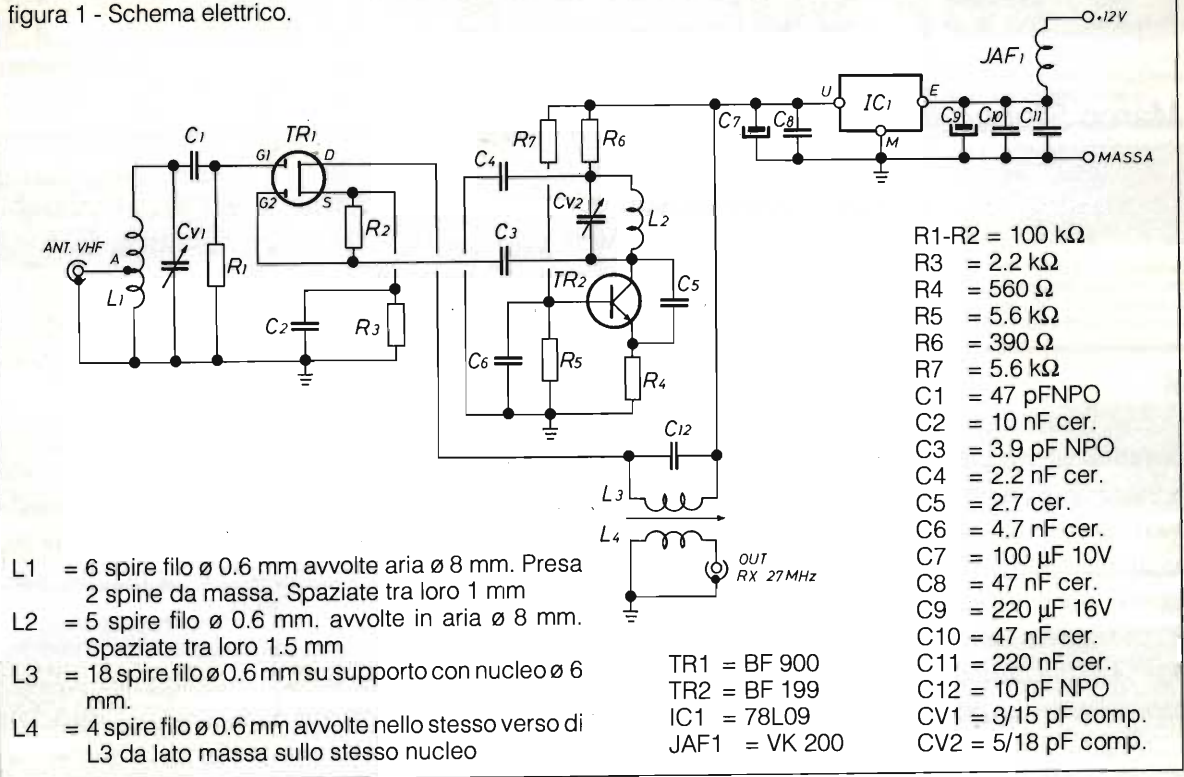 figura 1 - Schema elettrico.
+12V
JAF1
U
IC1
E
M
C7
C8
C9
C10
C11
MASSA
C1
TR1
G1
D
G2
S
R7
R6
C4
CV2
L2
ANT. VHF
A
L1
CV1
R1
R2
C3
TR2
C5
C2
R3
C6
R5
R4
C12
L3
L4
OUT
RX 27MHz
R1-R2 = 100 kΩ
R3 = 2.2 kΩ
R4 = 560 Ω
R5 = 5.6 kΩ
R6 = 390 Ω
R7 = 5.6 kΩ
C1 = 47 pFNPO
C2 = 10 nF cer.
C3 = 3.9 pF NPO
C4 = 2.2 nF cer.
C5 = 2.7 cer.
C6 = 4.7 nF cer.
C7 = 100 µF 10V
C8 = 47 nF cer.
C9 = 220 µF 16V
C10 = 47 nF cer.
C11 = 220 nF cer.
C12 = 10 pF NPO
CV1 = 3/15 pF comp.
CV2 = 5/18 pF comp.
L1 = 6 spire filo ø 0.6 mm avvolte aria ø 8 mm. Presa
2 spine da massa. Spaziate tra loro 1 mm
L2 = 5 spire filo ø 0.6 mm. avvolte in aria ø 8 mm.
Spaziate tra loro 1.5 mm
L3 = 18 spire filo ø 0.6 mm su supporto con nucleo ø 6
mm.
L4 = 4 spire filo ø 0.6 mm avvolte nello stesso verso di
L3 da lato massa sullo stesso nucleo
TR1 = BF 900
TR2 = BF 199
IC1 = 78L09
JAF1 = VK 200